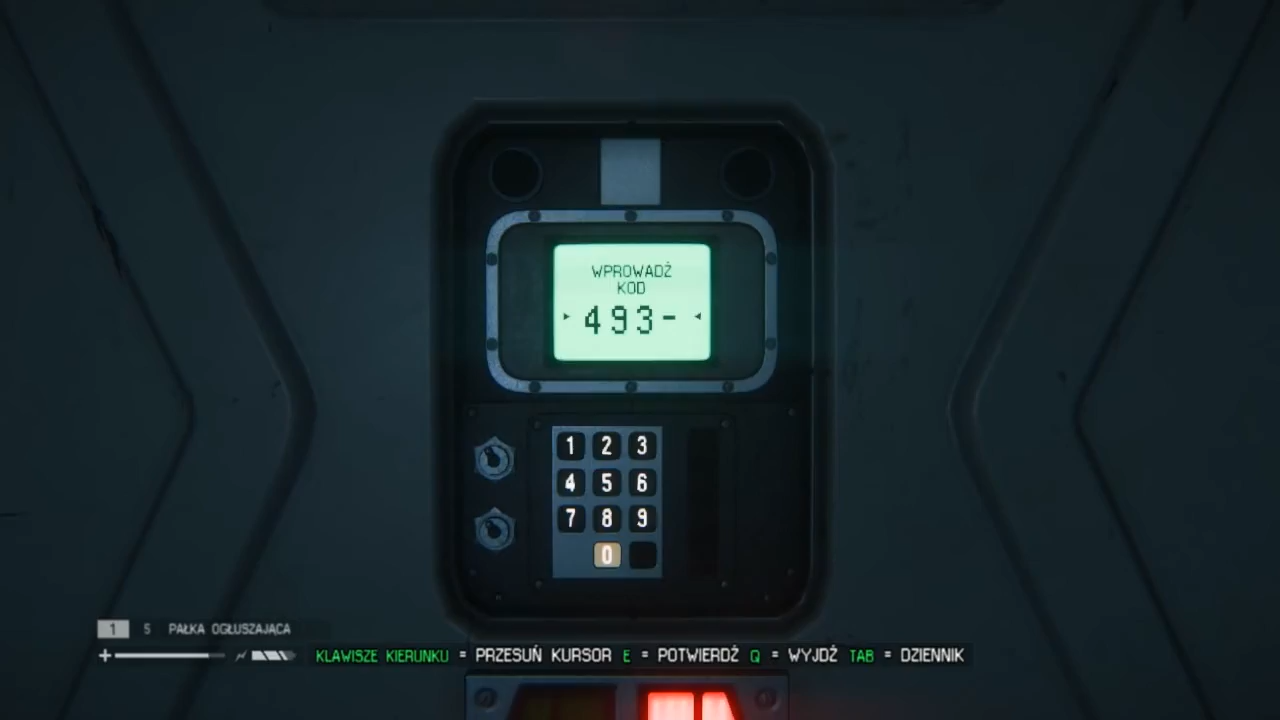 WPROWADŹ
KOD
493-
1 2 3
4 5 6
7 8 9
0
1 5 PAŁKA OGŁUSZAJĄCA
KLAWISZE KIERUNKU = PRZESUŃ KURSOR E = POTWIERDŹ Q = WYJDŹ TAB = DZIENNIK